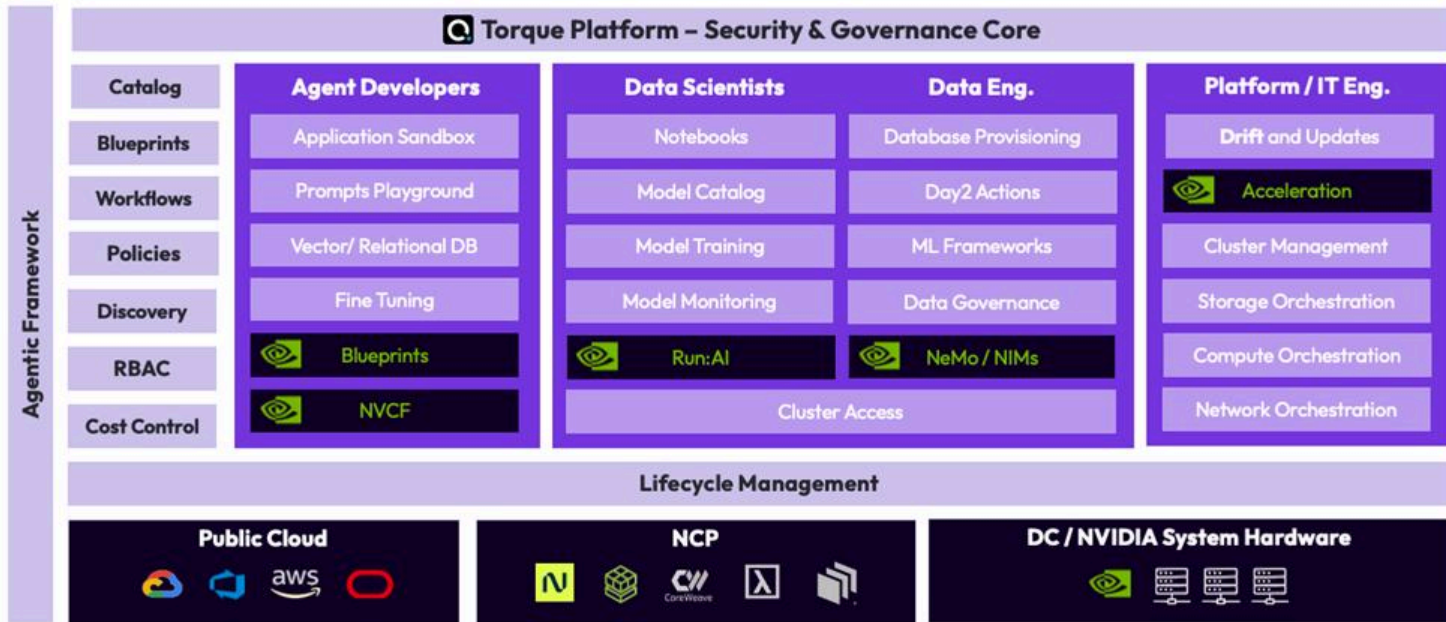 Torque Platform – Security & Governance Core
Agentic Framework
Catalog
Blueprints
Workflows
Policies
Discovery
RBAC
Cost Control
Agent Developers
Application Sandbox
Prompts Playground
Vector/ Relational DB
Fine Tuning
Blueprints
NVCF
Data Scientists
Notebooks
Model Catalog
Model Training
Model Monitoring
Run:AI
Data Eng.
Database Provisioning
Day2 Actions
ML Frameworks
Data Governance
NeMo / NIMs
Cluster Access
Platform / IT Eng.
Drift and Updates
Acceleration
Cluster Management
Storage Orchestration
Compute Orchestration
Network Orchestration
Lifecycle Management
Public Cloud
aws
NCP
CoreWeave
λ
DC / NVIDIA System Hardware